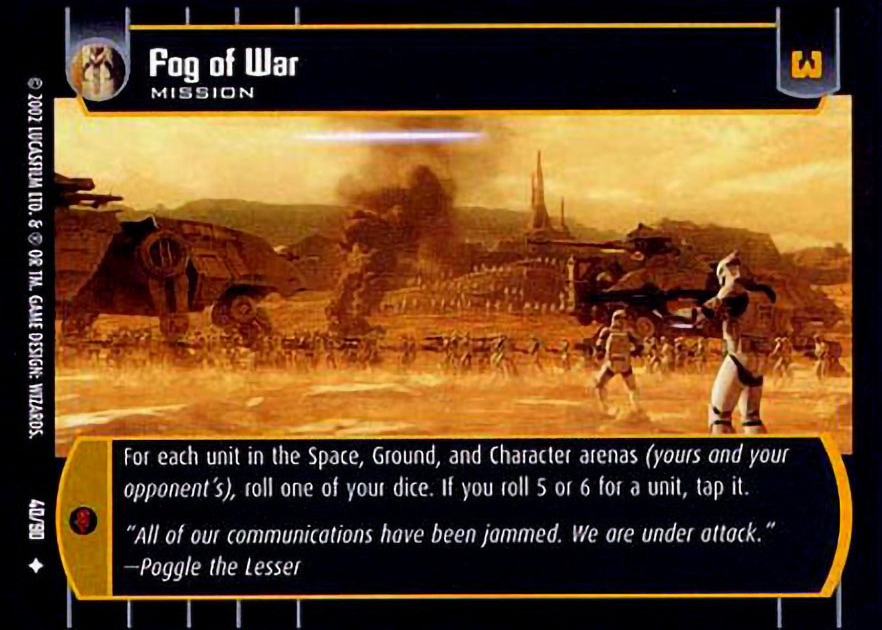 Fog of War
MISSION
3
For each unit in the Space, Ground, and Character arenas (yours and your
opponent's), roll one of your dice. If you roll 5 or 6 for a unit, tap it.
"All of our communications have been jammed. We are under attack."
—Poggle the Lesser
© 2002 LUCASFILM LTD. & ® OR TM. GAME DESIGN: WIZARDS.
40/90